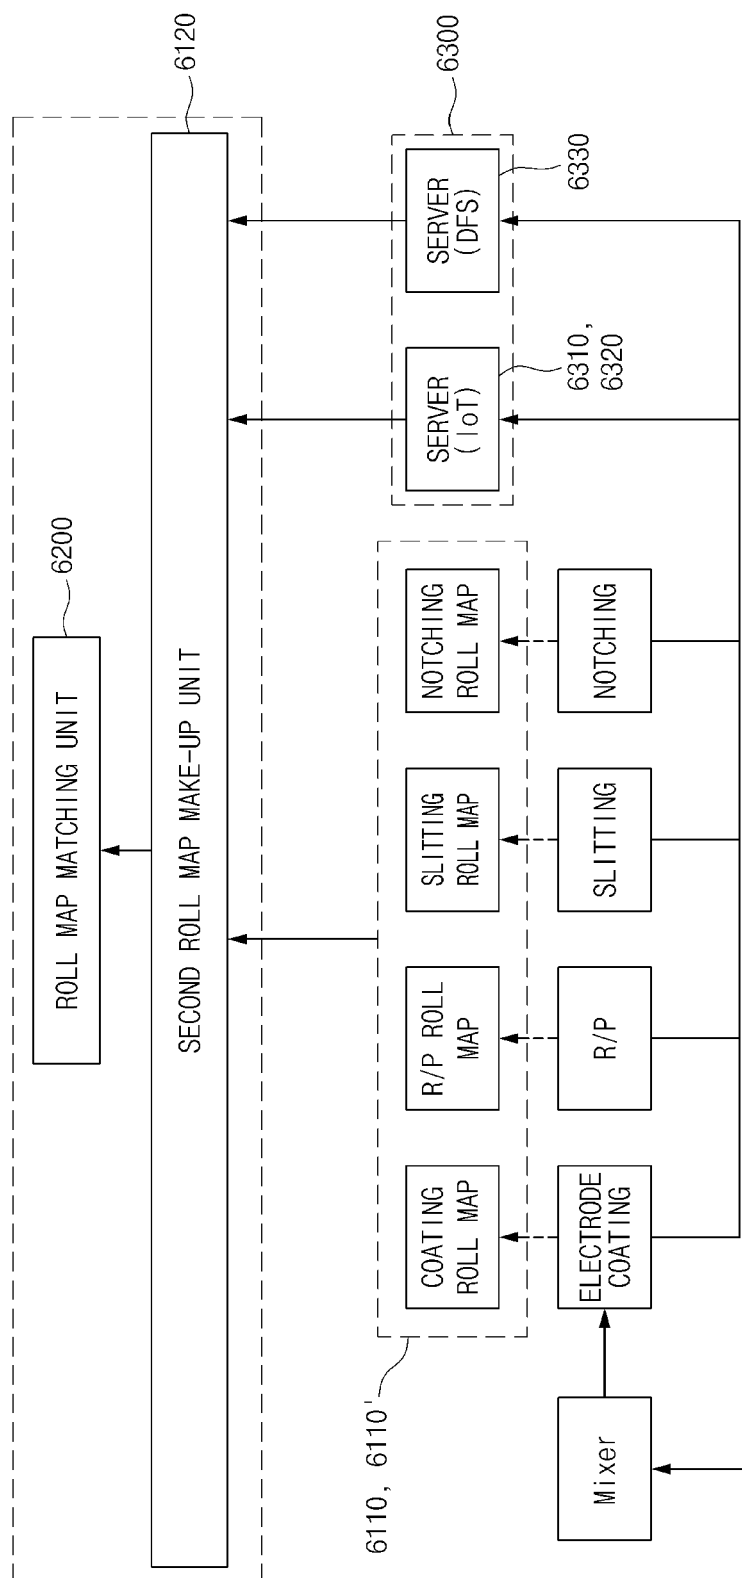 6200
ROLL MAP MATCHING UNIT
6120
SECOND ROLL MAP MAKE-UP UNIT
6110, 6110'
COATING
ROLL MAP
R/P ROLL
MAP
SLITTING
ROLL MAP
NOTCHING
ROLL MAP
6300
SERVER
(IoT)
6310,
6320
SERVER
(DFS)
6330
Mixer
ELECTRODE
COATING
R/P
SLITTING
NOTCHING